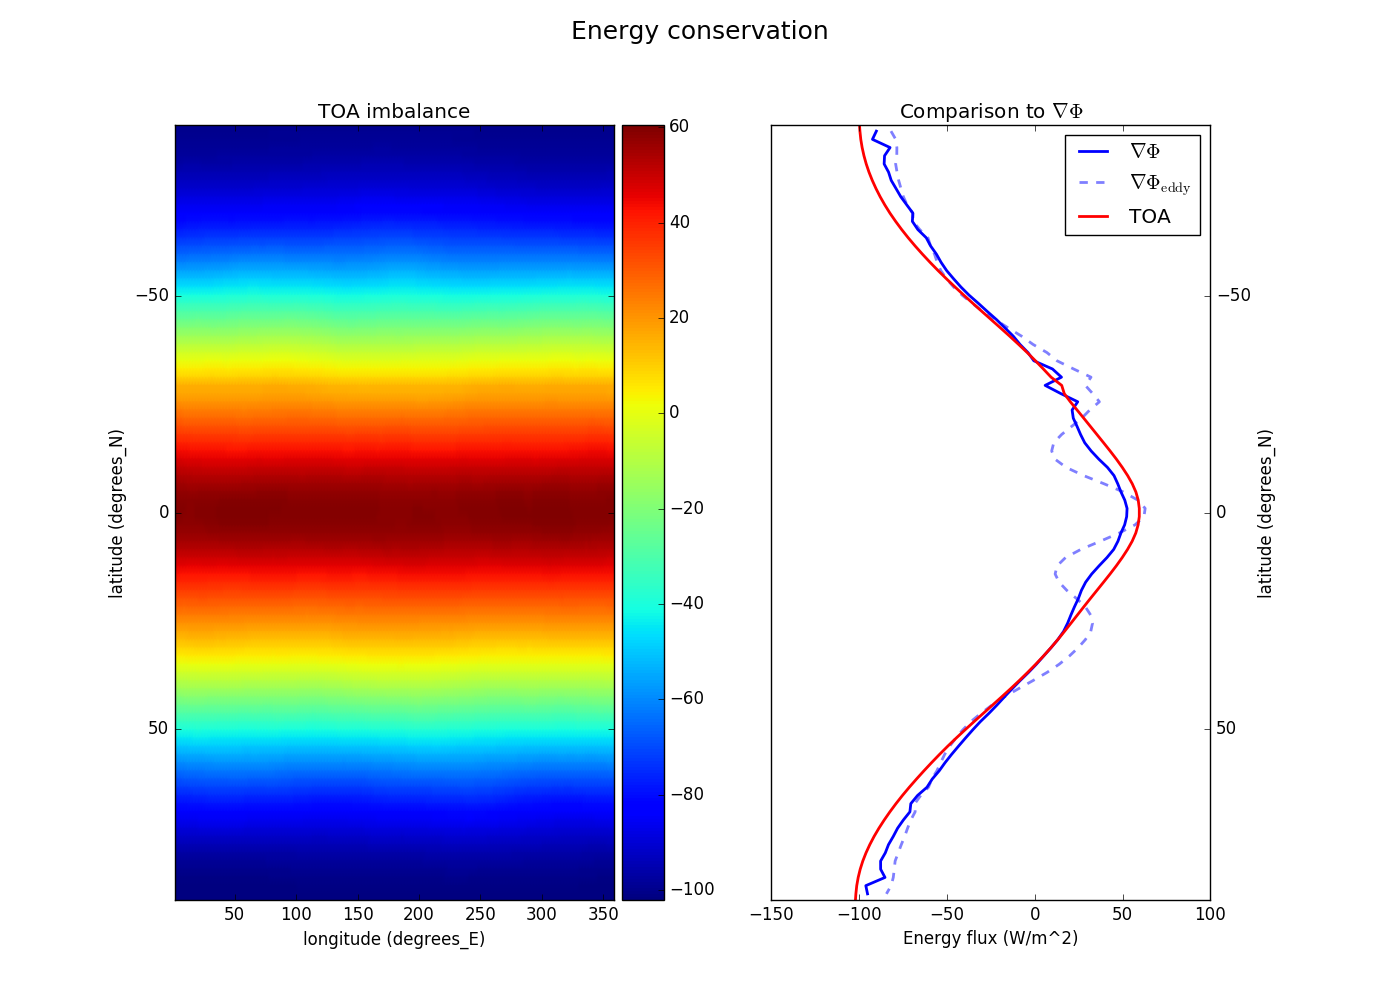 Energy conservation
TOA imbalance
−50
0
50
latitude (degrees_N)
50 100 150 200 250 300 350
longitude (degrees_E)
60
40
20
0
−20
−40
−60
−80
−100
Comparison to ∇Φ
∇Φ
∇Φeddy
TOA
−50
0
50
latitude (degrees_N)
−150 −100 −50 0 50 100
Energy flux (W/m^2)